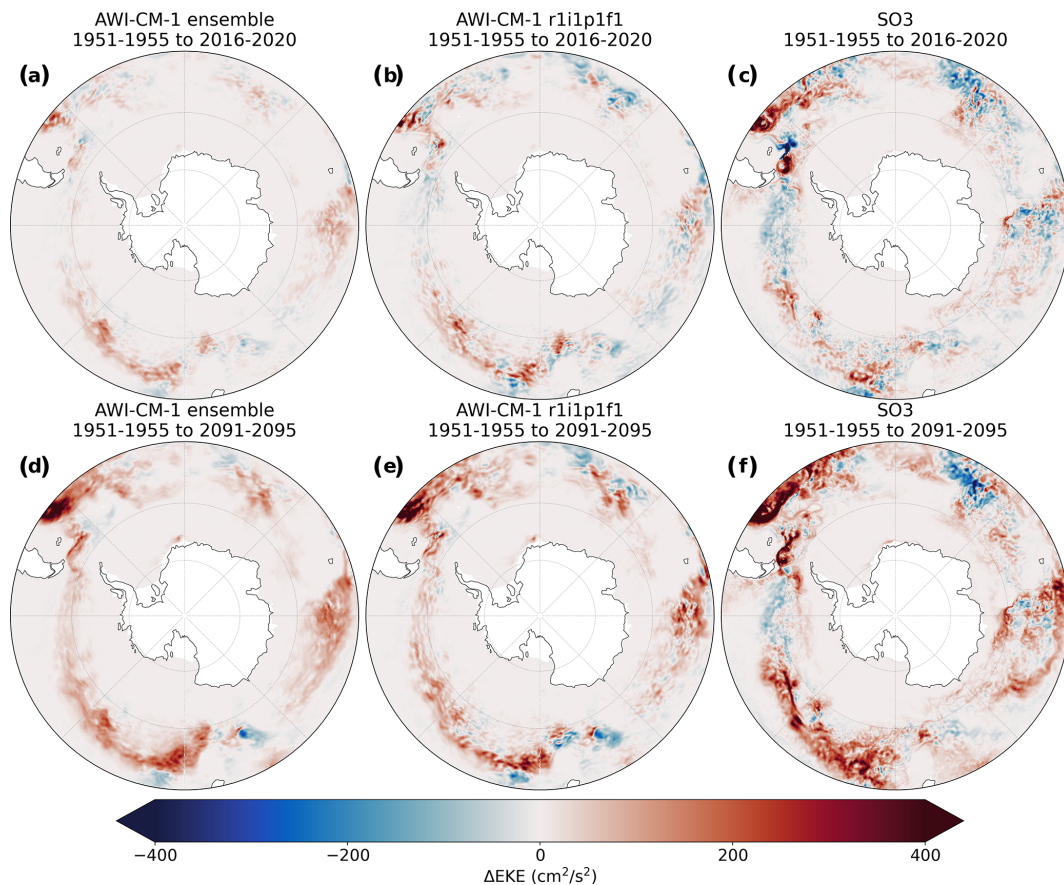 AWI-CM-1 ensemble
1951-1955 to 2016-2020
AWI-CM-1 r1i1p1f1
1951-1955 to 2016-2020
SO3
1951-1955 to 2016-2020
(a)
(b)
(c)
AWI-CM-1 ensemble
1951-1955 to 2091-2095
AWI-CM-1 r1i1p1f1
1951-1955 to 2091-2095
SO3
1951-1955 to 2091-2095
(d)
(e)
(f)
−400 −200 0 200 400
ΔEKE (cm²/s²)